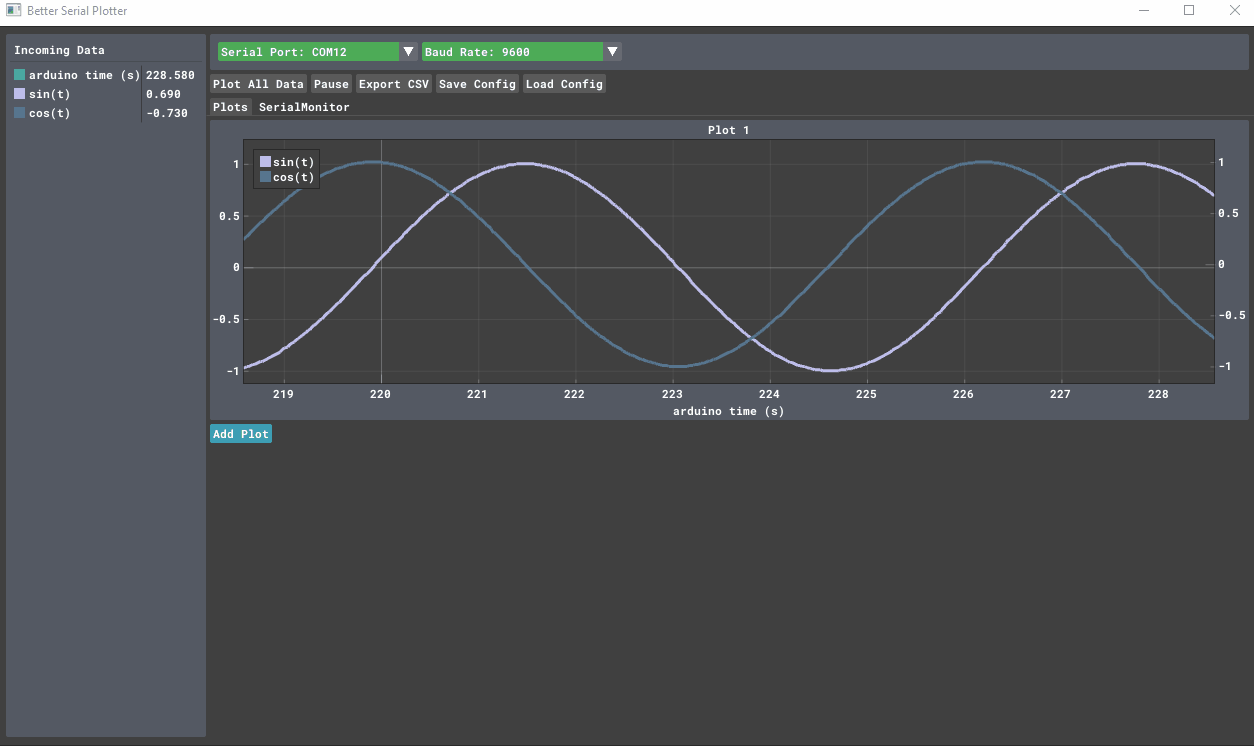 Better Serial Plotter
Incoming Data
arduino time (s) 228.580
sin(t) 0.690
cos(t) -0.730
Serial Port: COM12 Baud Rate: 9600
Plot All Data Pause Export CSV Save Config Load Config
Plots SerialMonitor
Plot 1
sin(t)
cos(t)
1 1
0.5 0.5
0 0
-0.5 -0.5
-1 -1
219 220 221 222 223 224 225 226 227 228
arduino time (s)
Add Plot